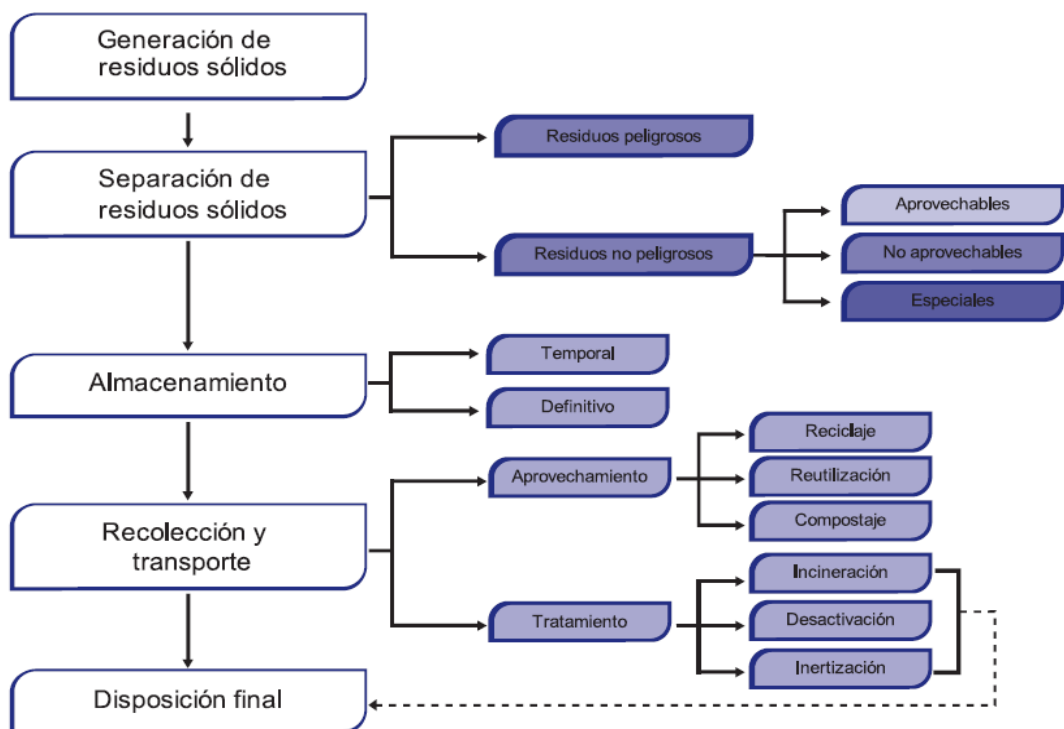 Generación de
residuos sólidos
Separación de
residuos sólidos
Residuos peligrosos
Residuos no peligrosos
Aprovechables
No aprovechables
Especiales
Almacenamiento
Temporal
Definitivo
Recolección y
transporte
Aprovechamiento
Reciclaje
Reutilización
Compostaje
Tratamiento
Incineración
Desactivación
Inertización
Disposición final